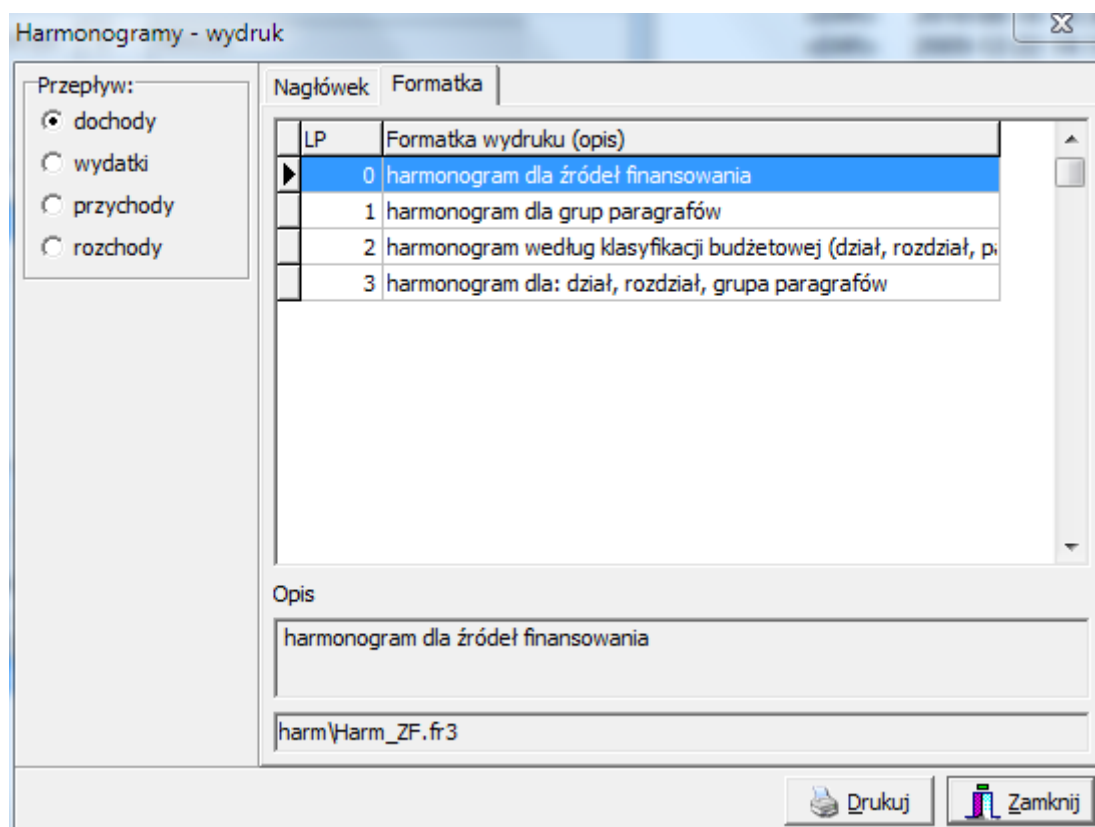 Harmonogramy - wydruk
Przepływ:
dochody
wydatki
przychody
rozchody
Nagłówek Formatka
LP Formatka wydruku (opis)
0 harmonogram dla źródeł finansowania
1 harmonogram dla grup paragrafów
2 harmonogram według klasyfikacji budżetowej (dział, rozdział, pa
3 harmonogram dla: dział, rozdział, grupa paragrafów
Opis
harmonogram dla źródeł finansowania
harm\Harm_ZF.fr3
Drukuj Zamknij